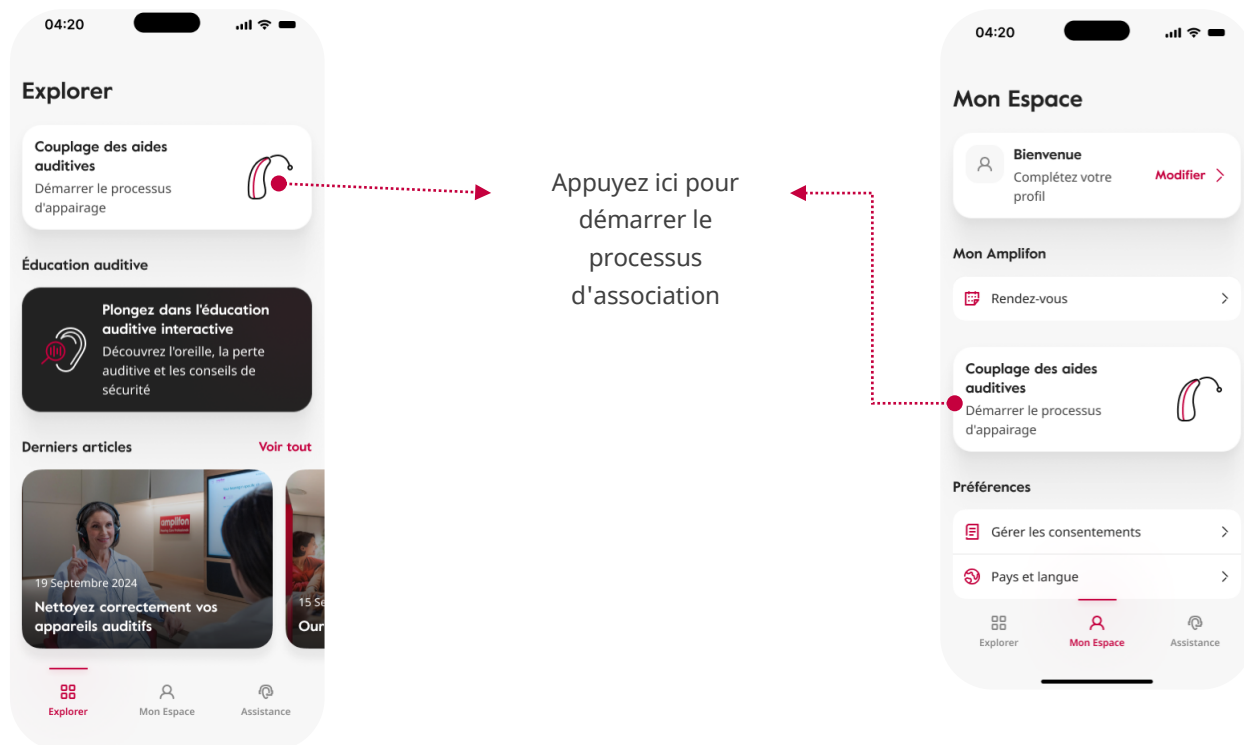 04:20
Explorer
Couplage des aides
auditives
Démarrer le processus
d'appairage
Éducation auditive
Plongez dans l'éducation
auditive interactive
Découvrez l'oreille, la perte
auditive et les conseils de
sécurité
Derniers articles
Voir tout
amplifon
19 Septembre 2024
Nettoyez correctement vos
appareils auditifs
15 Se
Our
Explorer
Mon Espace
Assistance
Appuyez ici pour
démarrer le
processus
d'association
04:20
Mon Espace
Bienvenue
Complétez votre
profil
Modifier
Mon Amplifon
Rendez-vous
Couplage des aides
auditives
Démarrer le processus
d'appairage
Préférences
Gérer les consentements
Pays et langue
Explorer
Mon Espace
Assistance